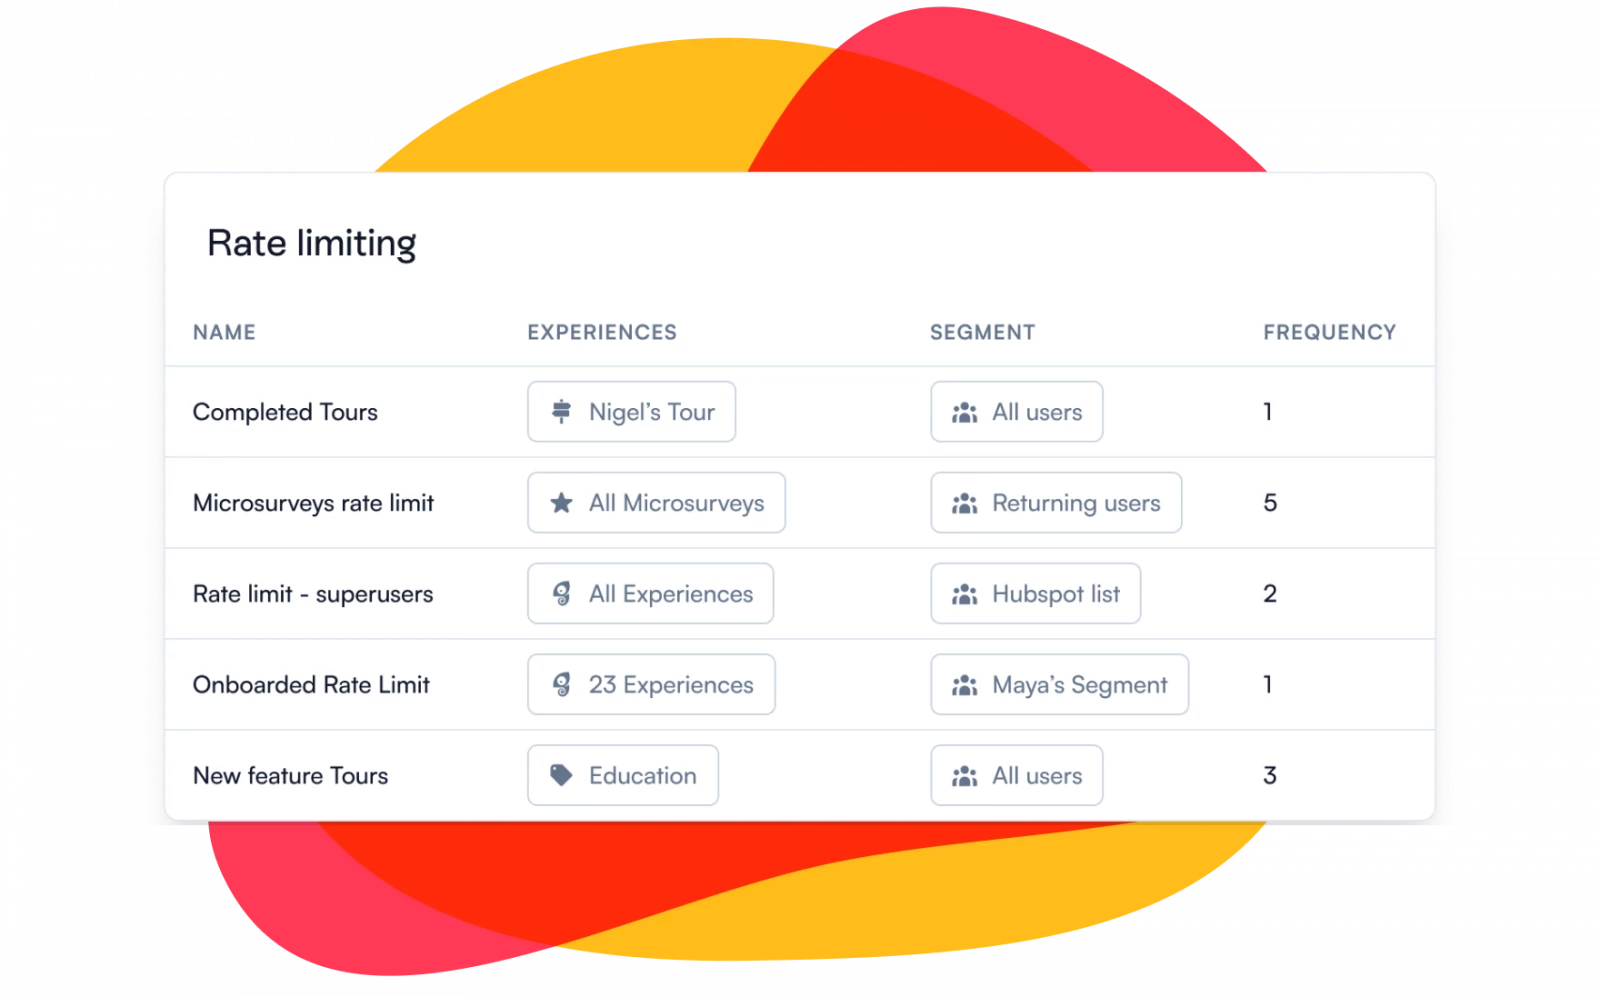 Rate limiting
NAME EXPERIENCES SEGMENT FREQUENCY
Completed Tours Nigel’s Tour All users 1
Microsurveys rate limit All Microsurveys Returning users 5
Rate limit - superusers All Experiences Hubspot list 2
Onboarded Rate Limit 23 Experiences Maya’s Segment 1
New feature Tours Education All users 3